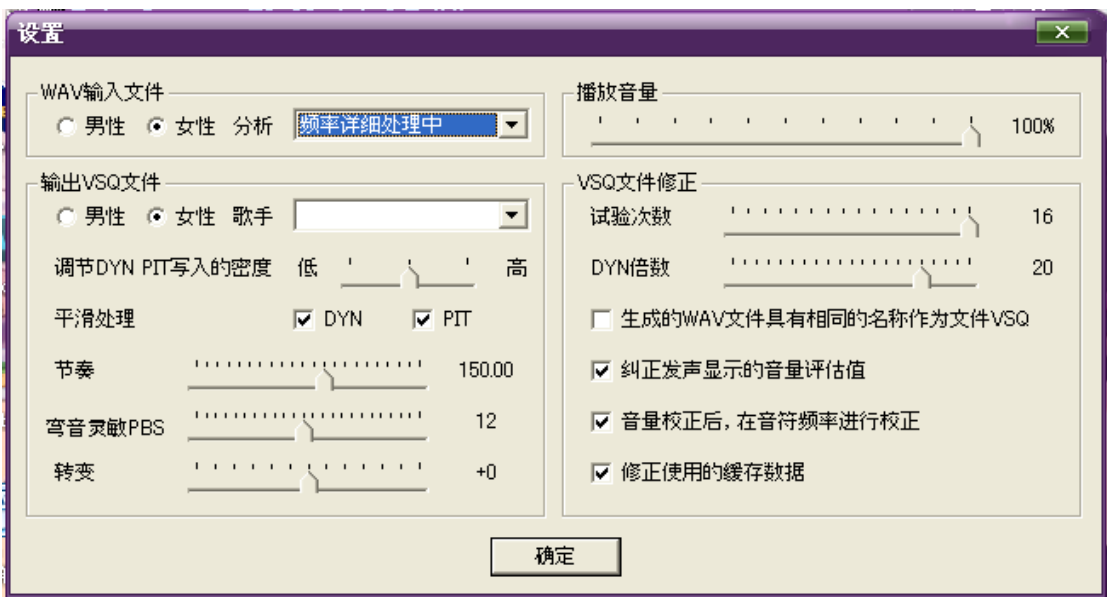 设置
WAV输入文件
男性 女性 分析 频率详细处理中
播放音量
100%
输出VSQ文件
男性 女性 歌手
调节DYN PIT写入的密度 低 高
平滑处理 DYN PIT
节奏 150.00
弯音灵敏PBS 12
转变 +0
VSQ文件修正
试验次数 16
DYN倍数 20
生成的WAV文件具有相同的名称作为文件VSQ
纠正发声显示的音量评估值
音量校正后, 在音符频率进行校正
修正使用的缓存数据
确定